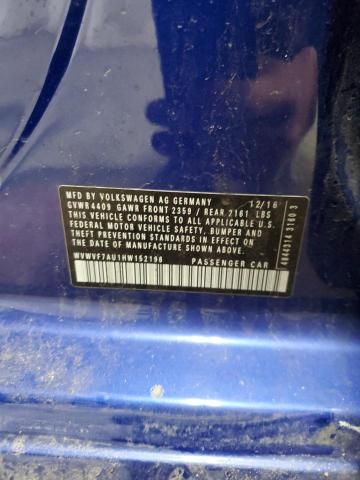 MFD BY VOLKSWAGEN AG GERMANY 12/16
GVWR 4409 GAWR FRONT 2359 / REAR 2161 LBS
THIS VEHICLE CONFORMS TO ALL APPLICABLE U.S.
FEDERAL MOTOR VEHICLE SAFETY, BUMPER AND
THEFT PREVENTION STANDARDS IN EFFECT ON THE
DATE OF MANUFACTURE SHOWN ABOVE.
WVWVF7AU1HW152196 PASSENGER CAR